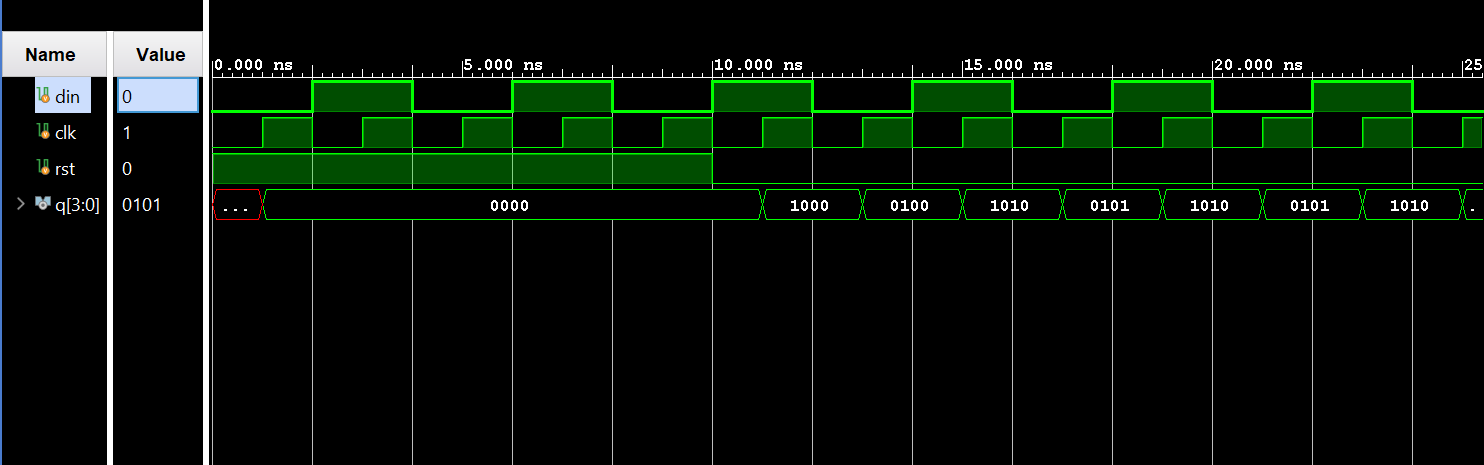 Name Value
0.000 ns 5.000 ns 10.000 ns 15.000 ns 20.000 ns 25
din 0
clk 1
rst 0
q[3:0] 0101 ... 0000 1000 0100 1010 0101 1010 0101 1010 .